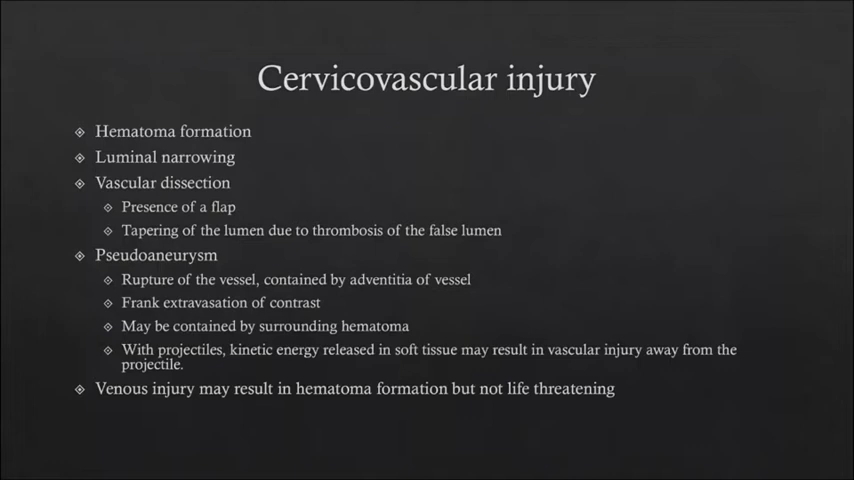 Cervicovascular injury
Hematoma formation
Luminal narrowing
Vascular dissection
Presence of a flap
Tapering of the lumen due to thrombosis of the false lumen
Pseudoaneurysm
Rupture of the vessel, contained by adventitia of vessel
Frank extravasation of contrast
May be contained by surrounding hematoma
With projectiles, kinetic energy released in soft tissue may result in vascular injury away from the
projectile.
Venous injury may result in hematoma formation but not life threatening